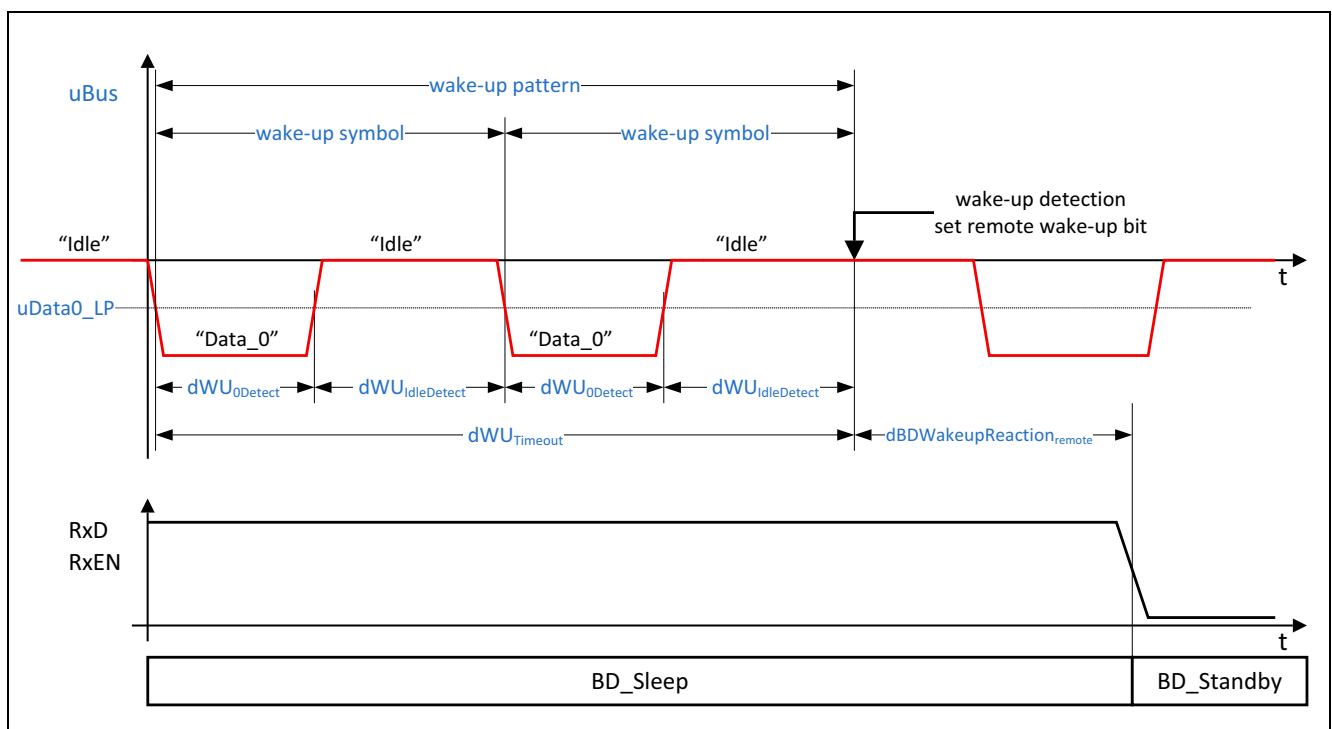 uBus
wake-up pattern
wake-up symbol
wake-up symbol
wake-up detection
set remote wake-up bit
“Idle”
“Idle”
“Idle”
t
uData0_LP
“Data_0”
“Data_0”
dWU0Detect
dWUIdleDetect
dWU0Detect
dWUIdleDetect
dWUTimeout
dBDWakeupReactionremote
RxD
RxEN
t
BD_Sleep
BD_Standby